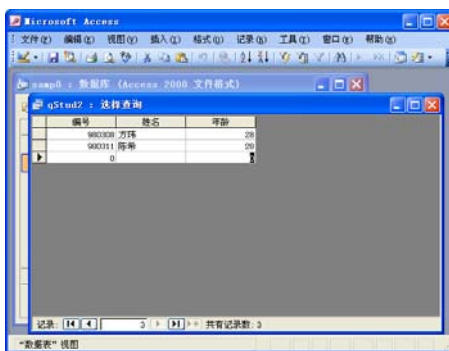 Microsoft Access
文件(F) 编辑(E) 视图(V) 插入(I) 格式(O) 记录(R) 工具(T) 窗口(W) 帮助(H)
samp0 : 数据库 (Access 2000 文件格式)
qStud2 : 选择查询
编号 姓名 年龄
980308 方玮 28
980311 陈希 20
0
记录: 3 共有记录数: 3
“数据表” 视图